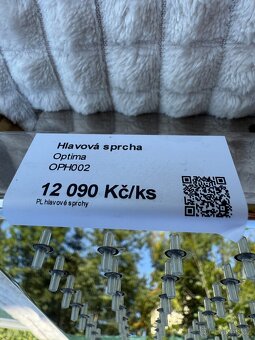 Hlavová sprcha
Optima
OPH002
12 090 Kč/ks
PL hlavové sprchy